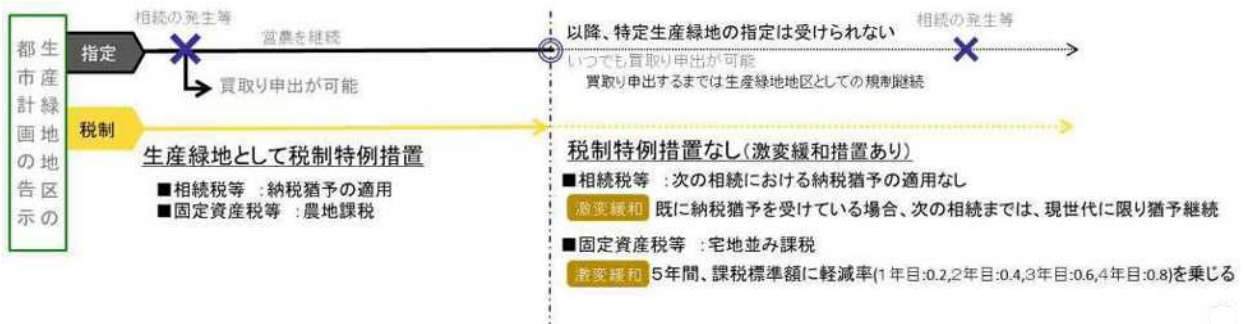 生産緑地地区の
都市計画の告示
指定
相続の発生等
営農を継続
買取り申出が可能
以降、特定生産緑地の指定は受けられない
相続の発生等
いつでも買取り申出が可能
買取り申出するまでは生産緑地地区としての規制継続
税制
生産緑地として税制特例措置
■相続税等 :納税猶予の適用
■固定資産税等 :農地課税
税制特例措置なし(激変緩和措置あり)
■相続税等 :次の相続における納税猶予の適用なし
激変緩和 既に納税猶予を受けている場合、次の相続までは、現世代に限り猶予継続
■固定資産税等 :宅地並み課税
激変緩和 5年間、課税標準額に軽減率(1年目:0.2,2年目:0.4,3年目:0.6,4年目:0.8)を乗じる